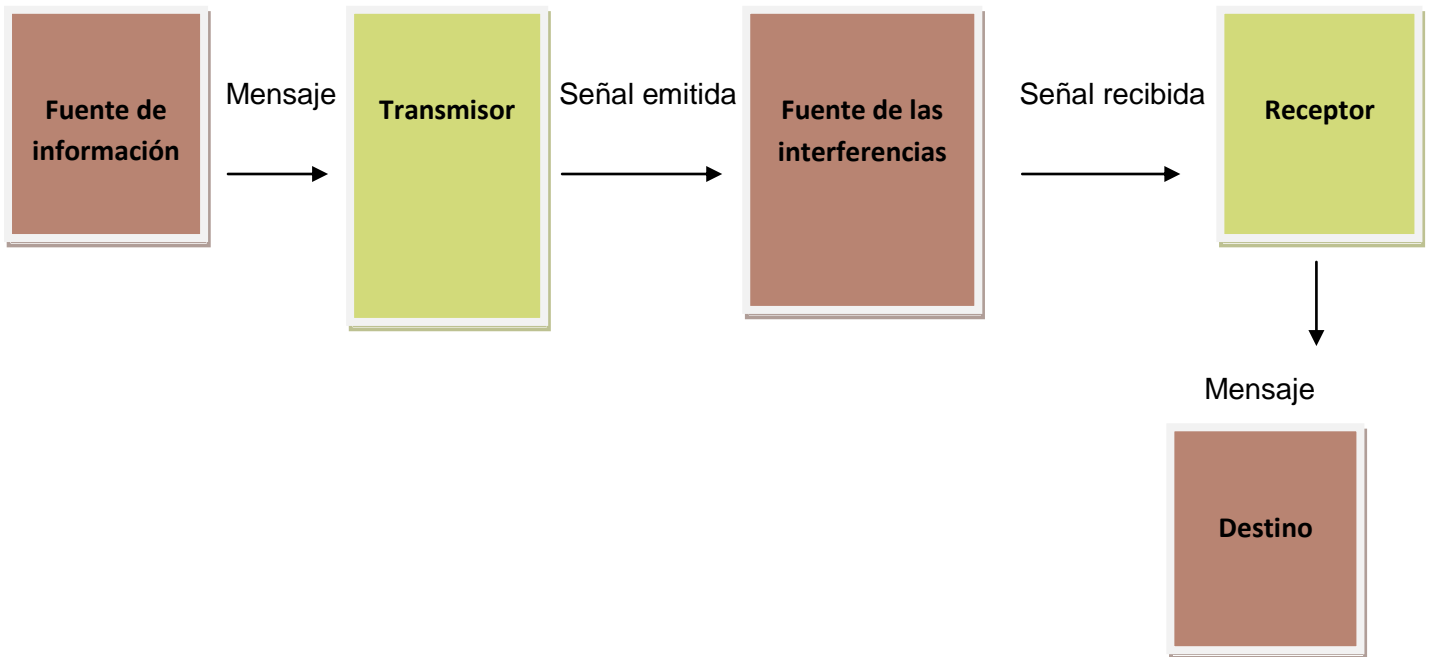 Fuente de
información
Mensaje
Transmisor
Señal emitida
Fuente de las
interferencias
Señal recibida
Receptor
Mensaje
Destino